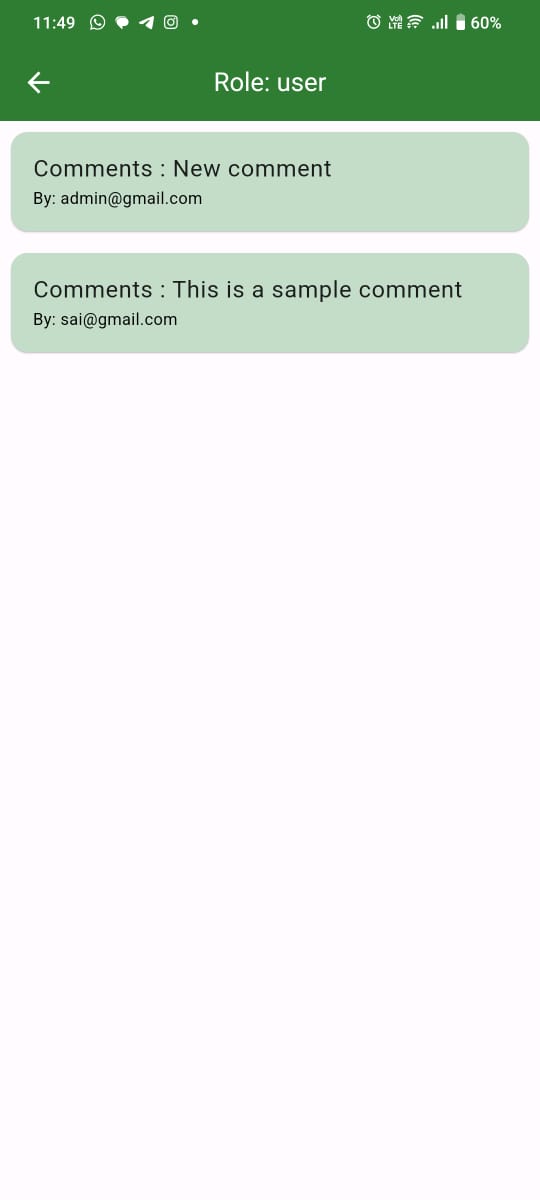 11:49
Vo) LTE
60%
Role: user
Comments : New comment
By: admin@gmail.com
Comments : This is a sample comment
By: sai@gmail.com